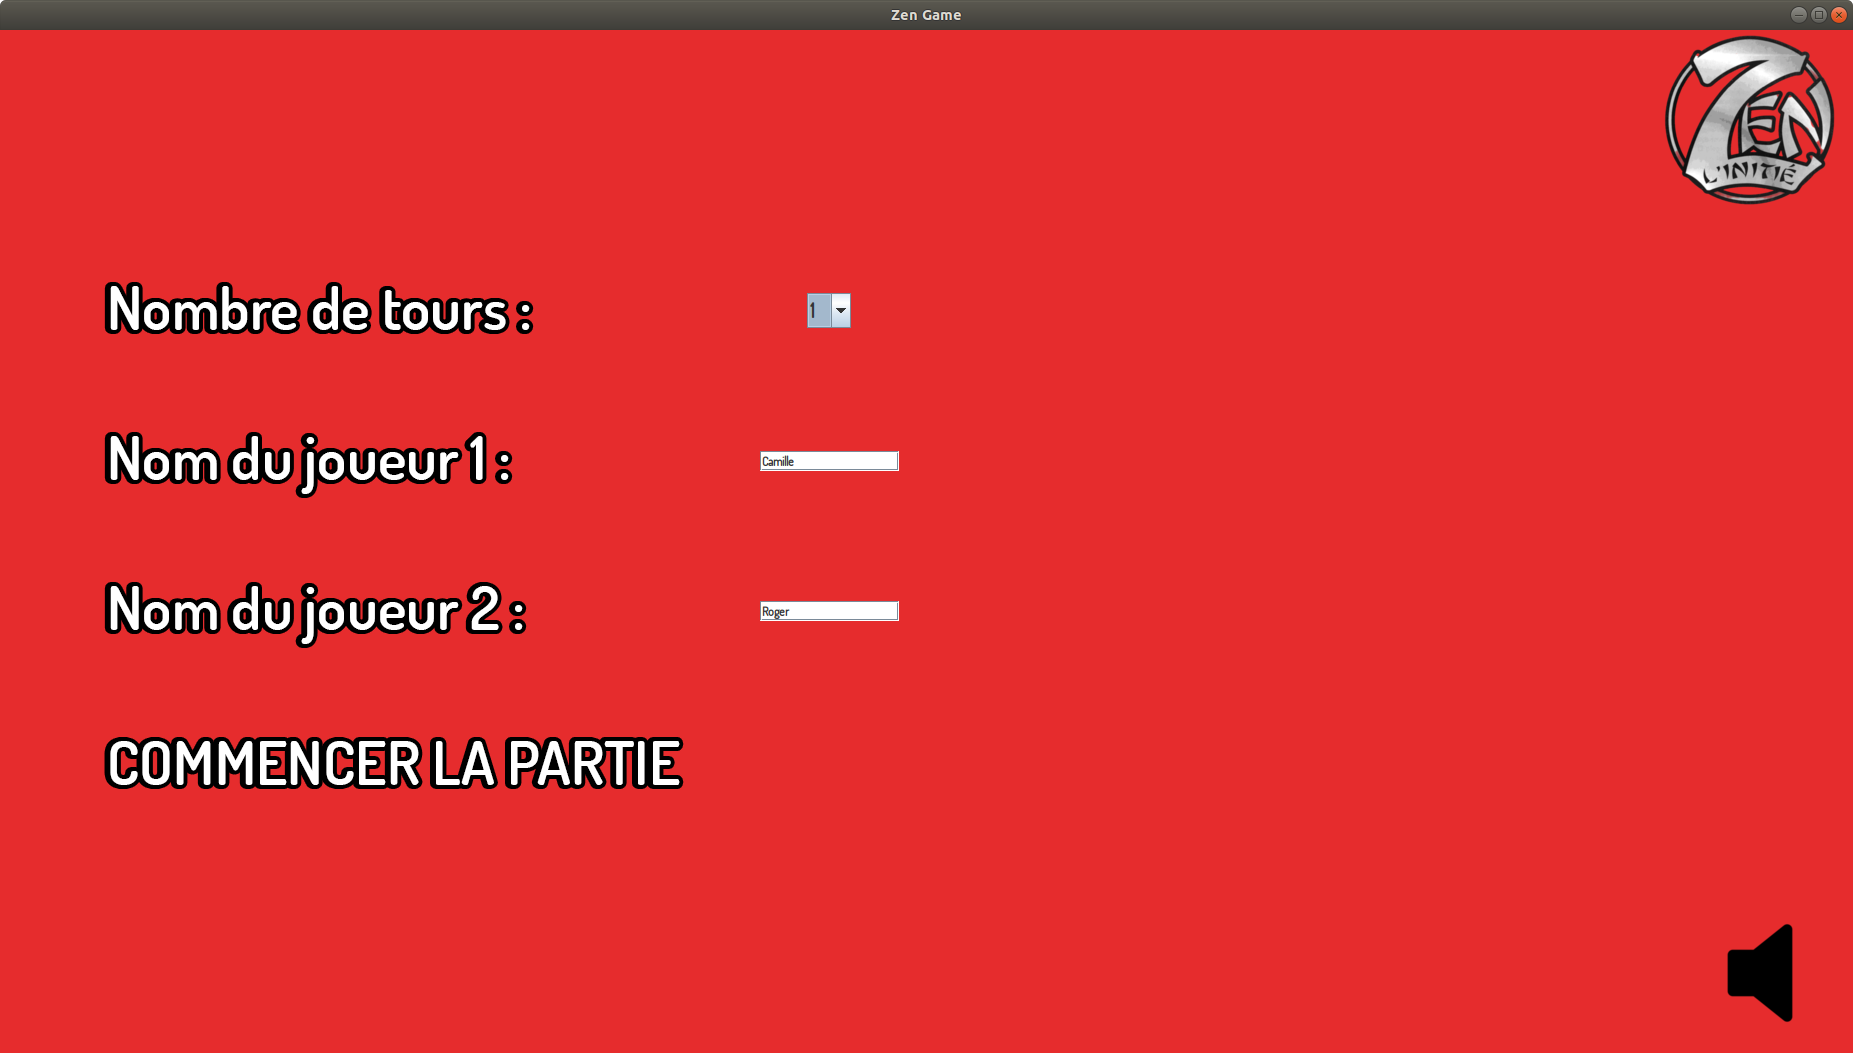 Zen Game
ZEN
L'INITIÉ
Nombre de tours :
1
Nom du joueur 1 :
Camille
Nom du joueur 2 :
Roger
COMMENCER LA PARTIE